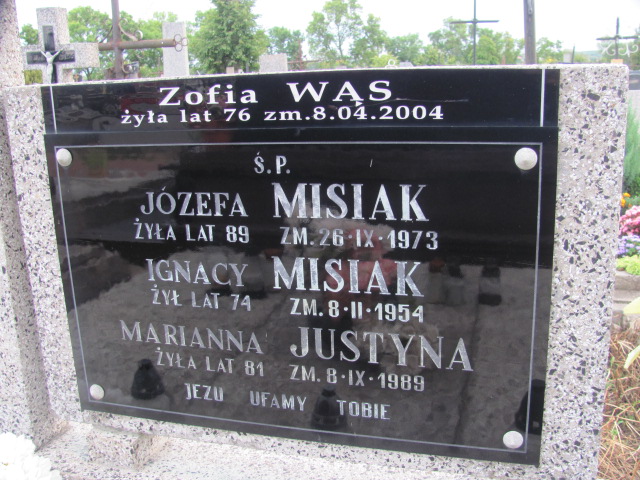 Zofia WĄS
żyła lat 76 zm.8.04.2004
Ś.P.
JÓZEFA MISIAK
ŻYŁA LAT 89 ZM. 26·IX·1973
IGNACY MISIAK
ŻYŁ LAT 74 ZM. 8·II·1954
MARIANNA JUSTYNA
ŻYŁA LAT 81 ZM. 8·IX·1989
JEZU UFAMY TOBIE